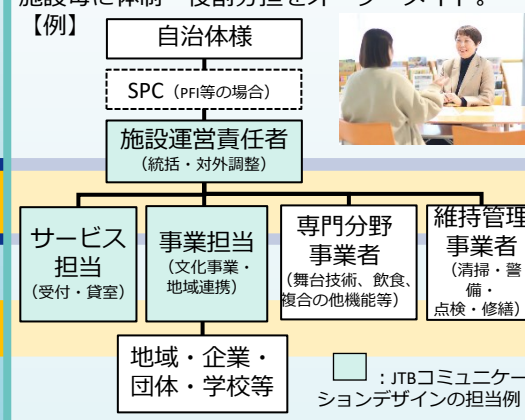 施設毎に体制・役割分担をオーダーメイド。
【例】
自治体様
SPC（PFI等の場合）
施設運営責任者
（統括・対外調整）
サービス
担当
（受付・貸室）
事業担当
（文化事業・
地域連携）
専門分野
事業者
（舞台技術、飲食、
複合の他機能等）
維持管理
事業者
（清掃・警
備・
点検・修繕）
地域・企業・
団体・学校等
：JTBコミュニケー
ションデザインの担当例